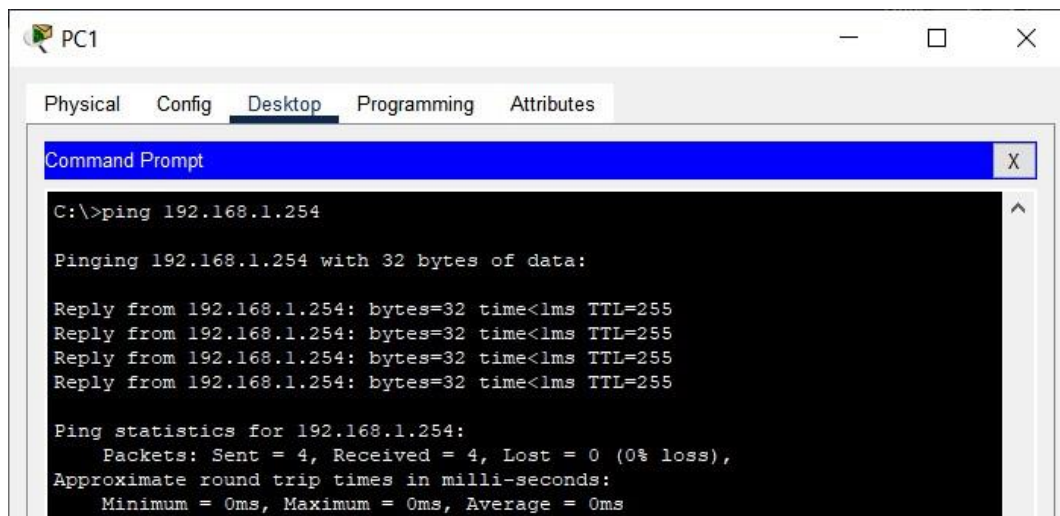 PC1
Physical Config Desktop Programming Attributes
Command Prompt X
C:\>ping 192.168.1.254
Pinging 192.168.1.254 with 32 bytes of data:
Reply from 192.168.1.254: bytes=32 time<1ms TTL=255
Reply from 192.168.1.254: bytes=32 time<1ms TTL=255
Reply from 192.168.1.254: bytes=32 time<1ms TTL=255
Reply from 192.168.1.254: bytes=32 time<1ms TTL=255
Ping statistics for 192.168.1.254:
Packets: Sent = 4, Received = 4, Lost = 0 (0% loss),
Approximate round trip times in milli-seconds:
Minimum = 0ms, Maximum = 0ms, Average = 0ms